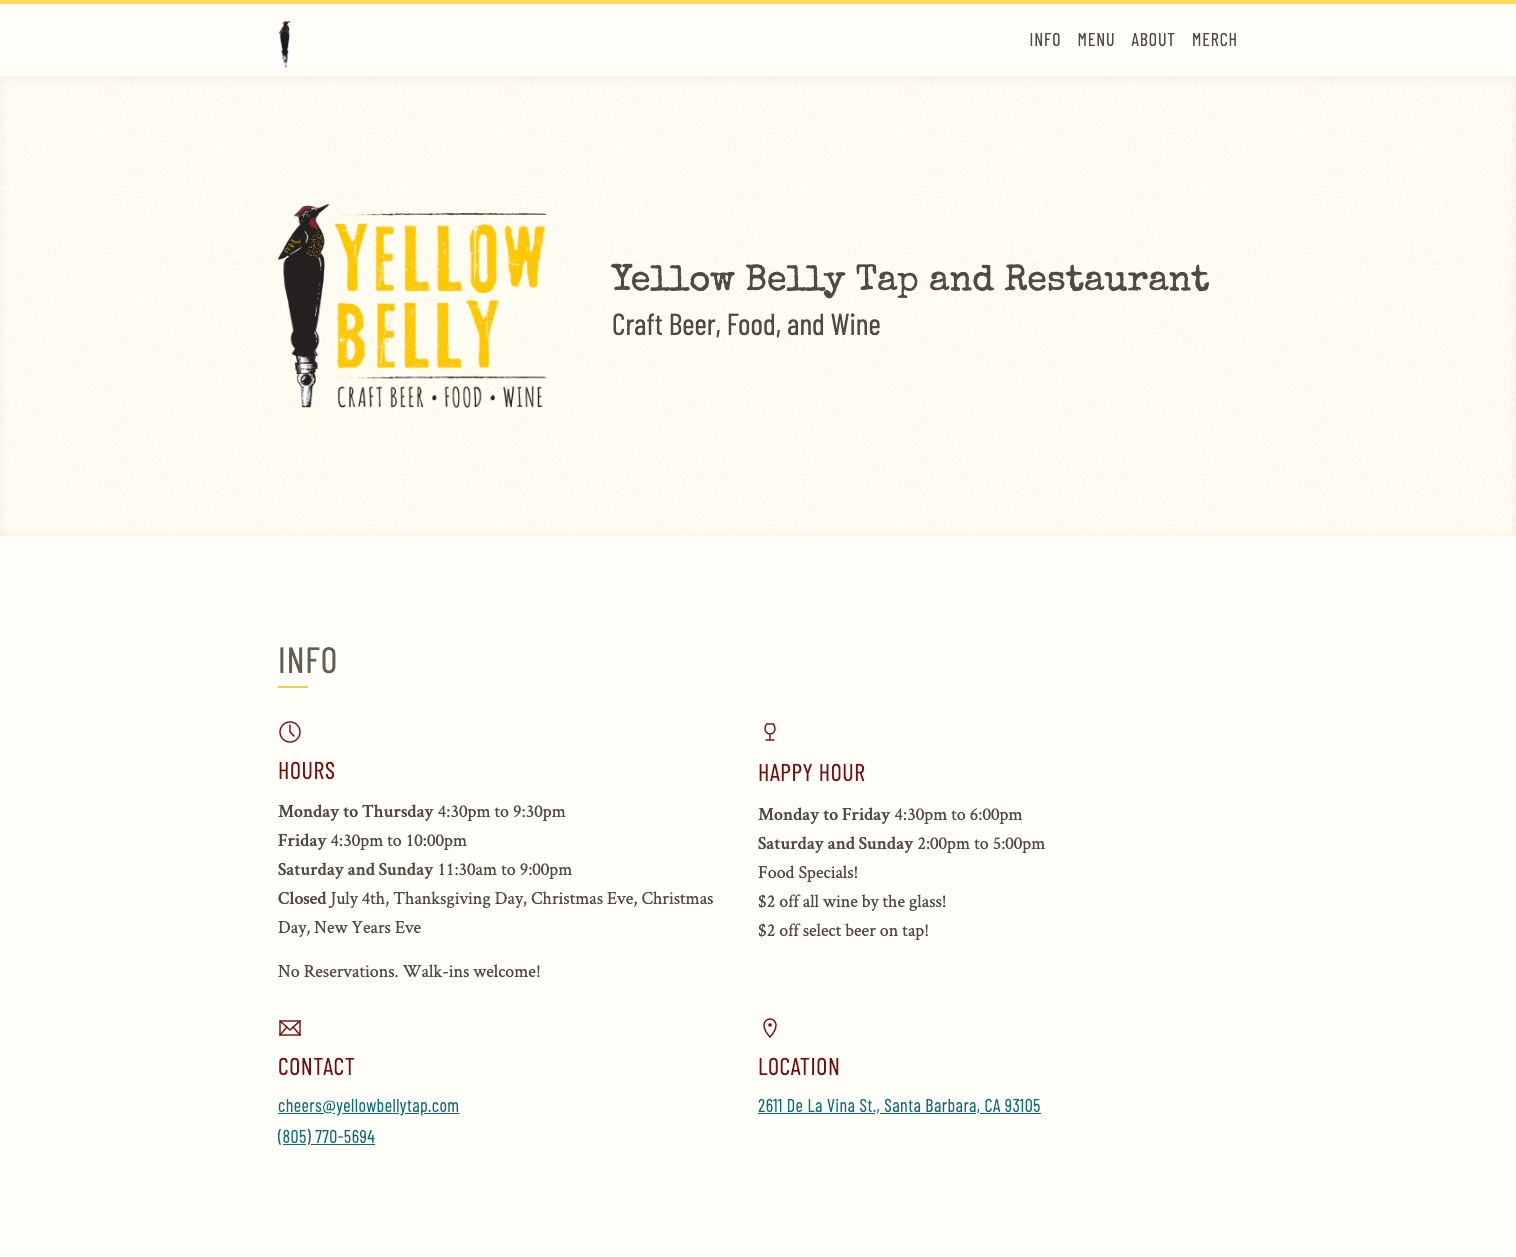 INFO MENU ABOUT MERCH
YELLOW
BELLY
CRAFT BEER • FOOD • WINE
Yellow Belly Tap and Restaurant
Craft Beer, Food, and Wine
INFO
HOURS
Monday to Thursday 4:30pm to 9:30pm
Friday 4:30pm to 10:00pm
Saturday and Sunday 11:30am to 9:00pm
Closed July 4th, Thanksgiving Day, Christmas Eve, Christmas
Day, New Years Eve
No Reservations. Walk-ins welcome!
HAPPY HOUR
Monday to Friday 4:30pm to 6:00pm
Saturday and Sunday 2:00pm to 5:00pm
Food Specials!
$2 off all wine by the glass!
$2 off select beer on tap!
CONTACT
cheers@yellowbellytap.com
(805) 770-5694
LOCATION
2611 De La Vina St., Santa Barbara, CA 93105